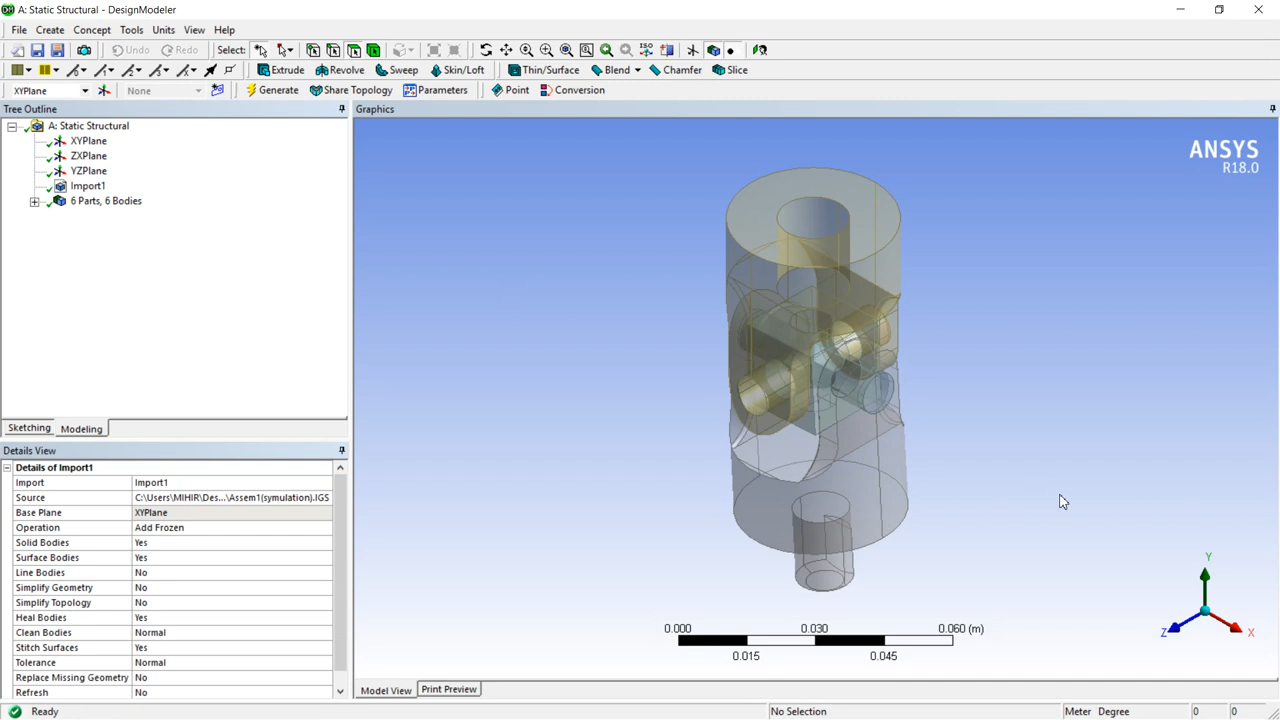 A: Static Structural - DesignModeler
File Create Concept Tools Units View Help
Undo Redo Select:
Extrude Revolve Sweep Skin/Loft Thin/Surface Blend Chamfer Slice
XYPlane None Generate Share Topology Parameters Point Conversion
Tree Outline
A: Static Structural
XYPlane
ZXPlane
YZPlane
Import1
6 Parts, 6 Bodies
Sketching Modeling
Details View
Details of Import1
Import Import1
Source C:\Users\MIHIR\Des...\Assem1(symulation).IGS
Base Plane XYPlane
Operation Add Frozen
Solid Bodies Yes
Surface Bodies Yes
Line Bodies No
Simplify Geometry No
Simplify Topology No
Heal Bodies Yes
Clean Bodies Normal
Stitch Surfaces Yes
Tolerance Normal
Replace Missing Geometry No
Refresh No
Graphics
ANSYS
R18.0
Y
Z
X
0.000 0.030 0.060 (m)
0.015 0.045
Model View Print Preview
Ready No Selection Meter Degree 0 0